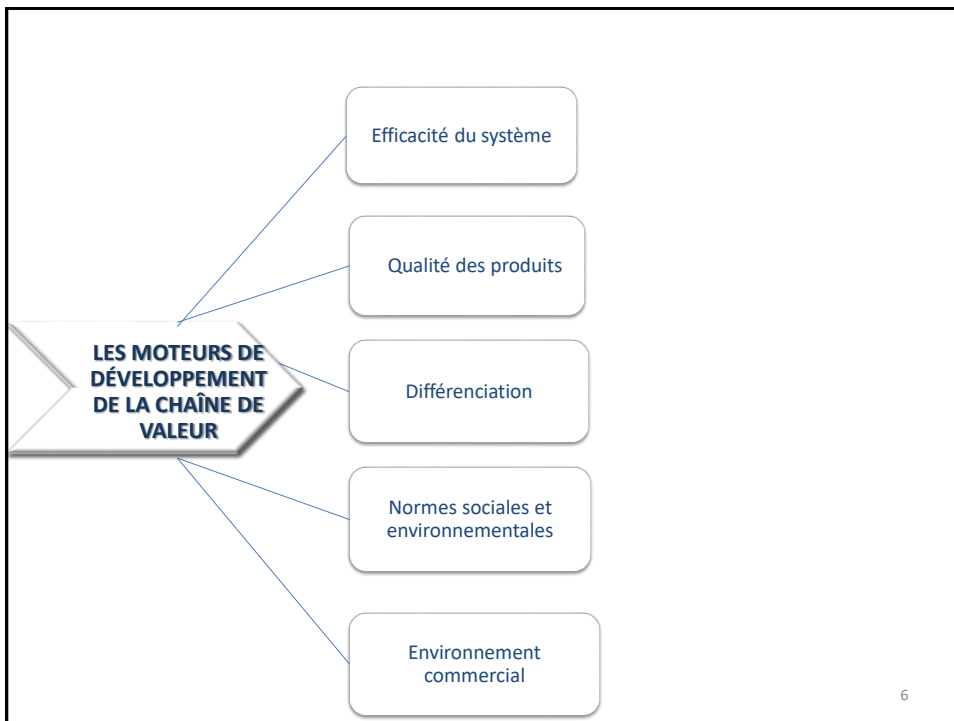 Efficacité du système
Qualité des produits
LES MOTEURS DE
DÉVELOPPEMENT
DE LA CHAÎNE DE
VALEUR
Différenciation
Normes sociales et
environnementales
Environnement
commercial
6